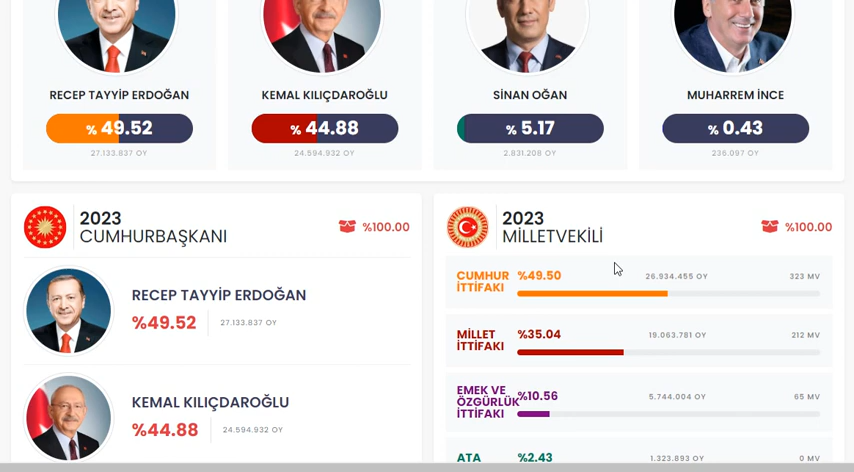 RECEP TAYYİP ERDOĞAN
KEMAL KILIÇDAROĞLU
SİNAN OĞAN
MUHARREM İNCE
% 49.52
% 44.88
% 5.17
% 0.43
27.133.837 OY
24.594.932 OY
2.831.208 OY
236.097 OY
2023
CUMHURBAŞKANI
%100.00
RECEP TAYYİP ERDOĞAN
%49.52
27.133.837 OY
KEMAL KILIÇDAROĞLU
%44.88
24.594.932 OY
2023
MİLLETVEKİLİ
%100.00
CUMHUR
İTTİFAKI
%49.50
26.934.455 OY
323 MV
MİLLET
İTTİFAKI
%35.04
19.063.781 OY
212 MV
EMEK VE
ÖZGÜRLÜK
İTTİFAKI
%10.56
5.744.004 OY
65 MV
ATA
%2.43
1.323.893 OY
0 MV